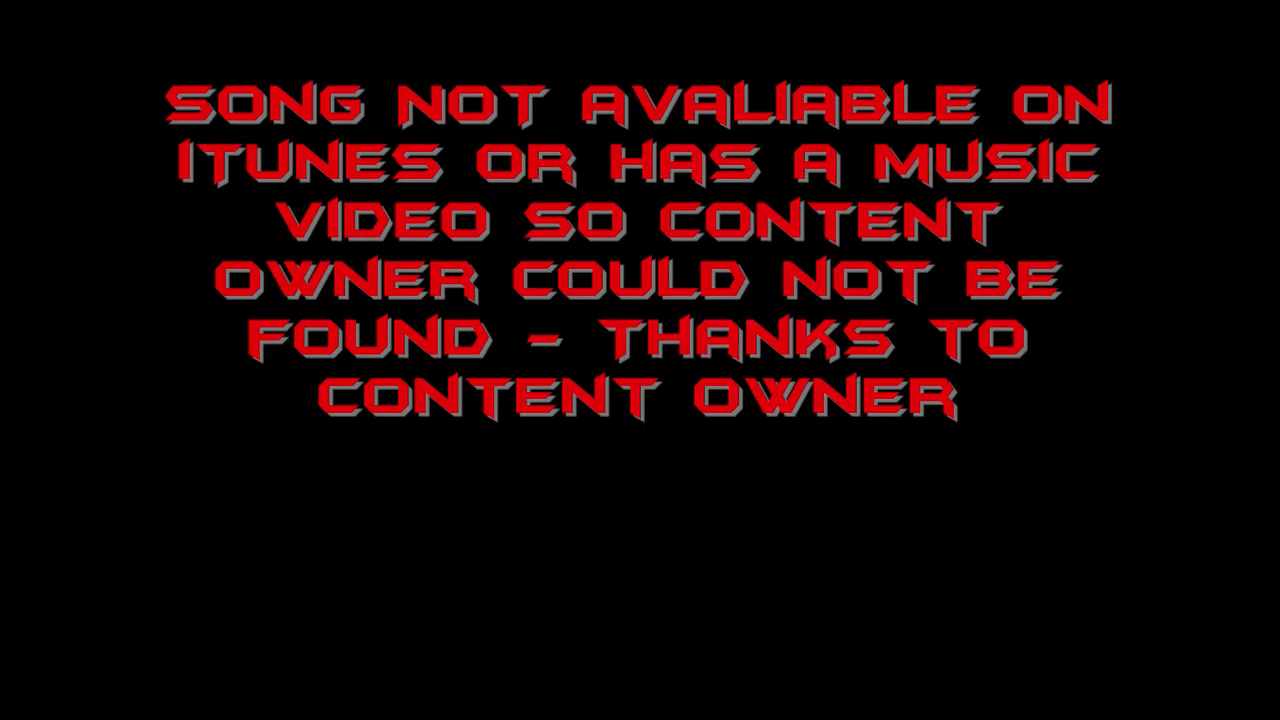 SONG NOT AVALIABLE ON
ITUNES OR HAS A MUSIC
VIDEO SO CONTENT
OWNER COULD NOT BE
FOUND - THANKS TO
CONTENT OWNER